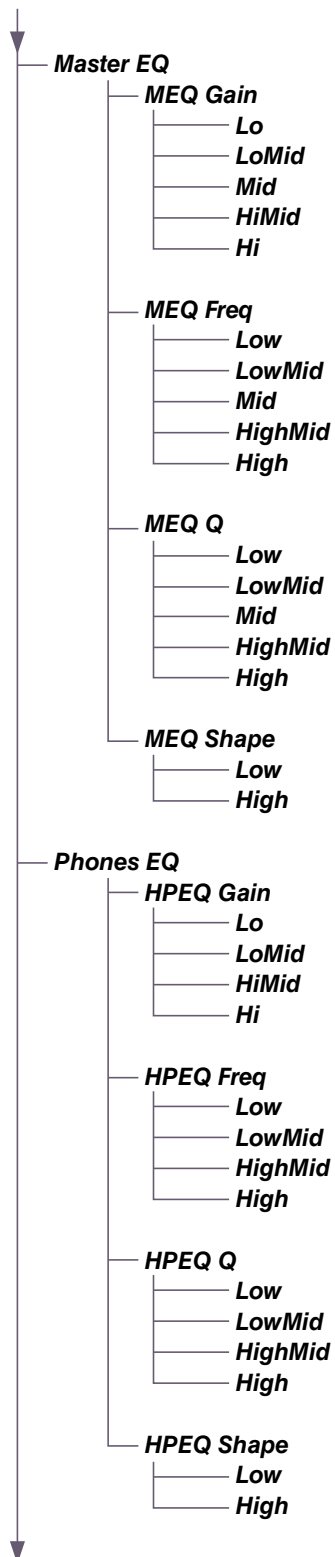 Master EQ
MEQ Gain
Lo
LoMid
Mid
HiMid
Hi
MEQ Freq
Low
LowMid
Mid
HighMid
High
MEQ Q
Low
LowMid
Mid
HighMid
High
MEQ Shape
Low
High
Phones EQ
HPEQ Gain
Lo
LoMid
HiMid
Hi
HPEQ Freq
Low
LowMid
HighMid
High
HPEQ Q
Low
LowMid
HighMid
High
HPEQ Shape
Low
High